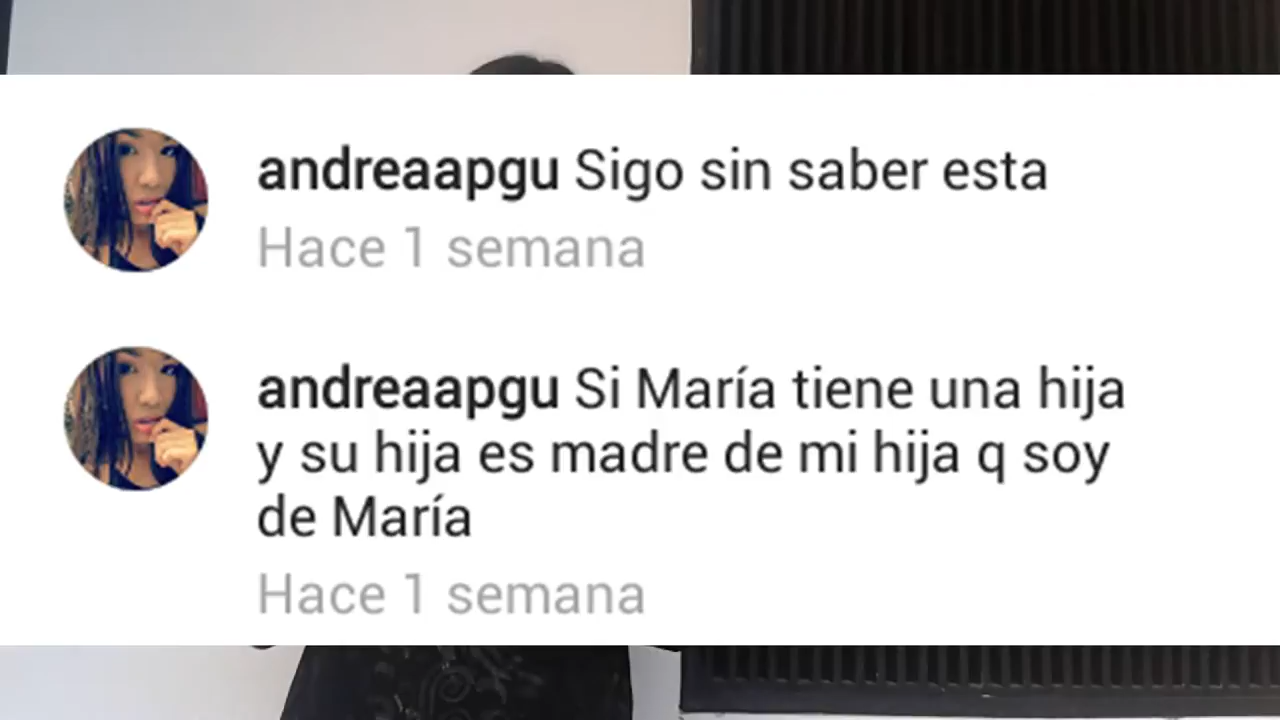 andreaapgu Sigo sin saber esta
Hace 1 semana
andreaapgu Si María tiene una hija
y su hija es madre de mi hija q soy
de María
Hace 1 semana